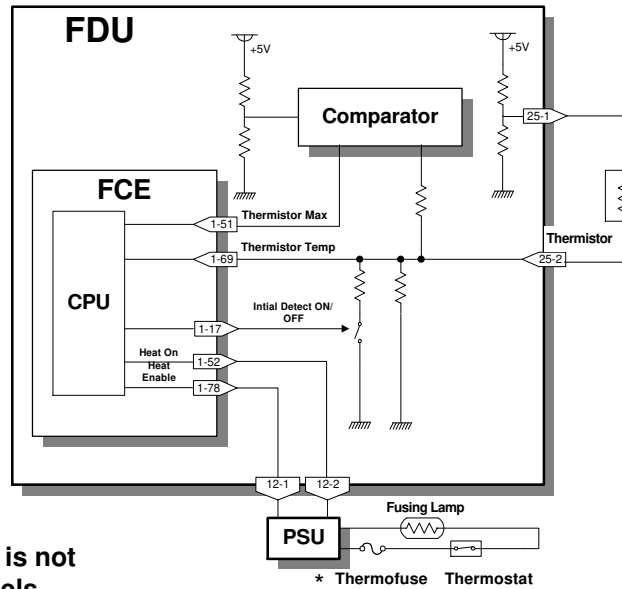 FDU
+5V
+5V
Comparator
25-1
FCE
Thermistor Max
1-51
Thermistor
Thermistor Temp
1-69
25-2
CPU
Intial Detect ON/
OFF
1-17
Heat On
1-52
Heat
Enable
1-78
12-1
12-2
Fusing Lamp
PSU
is not
* Thermofuse Thermostat